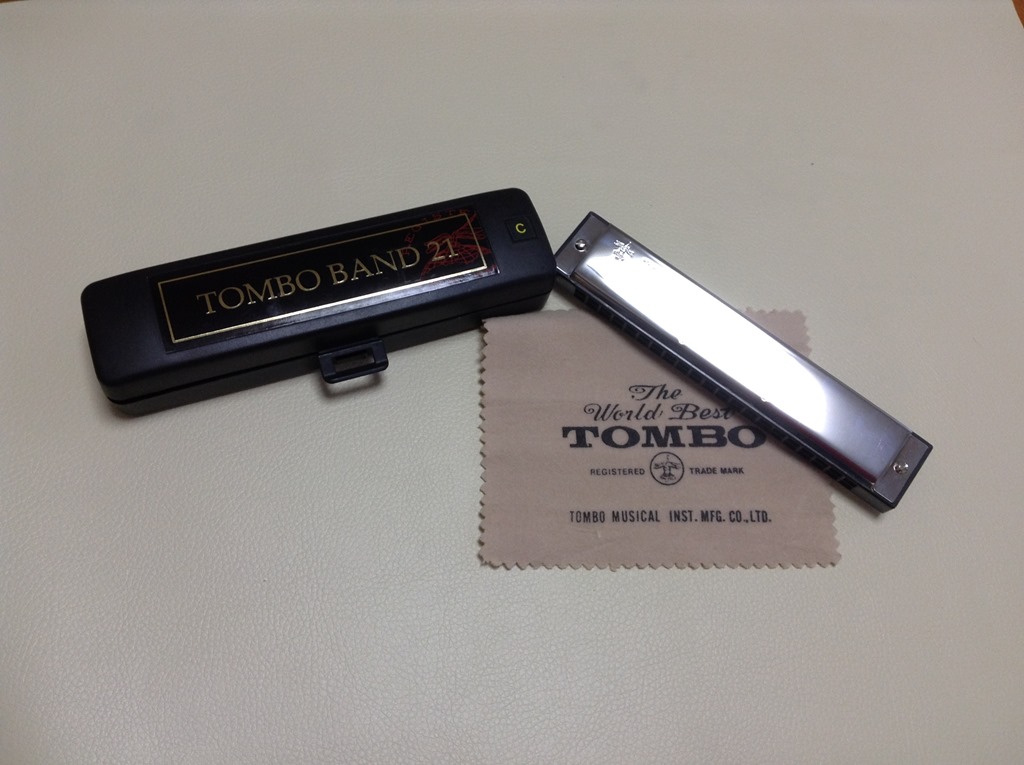 TOMBO BAND 21
C
The
World Best
TOMBO
REGISTERED TRADE MARK
TOMBO MUSICAL INST. MFG. CO.,LTD.